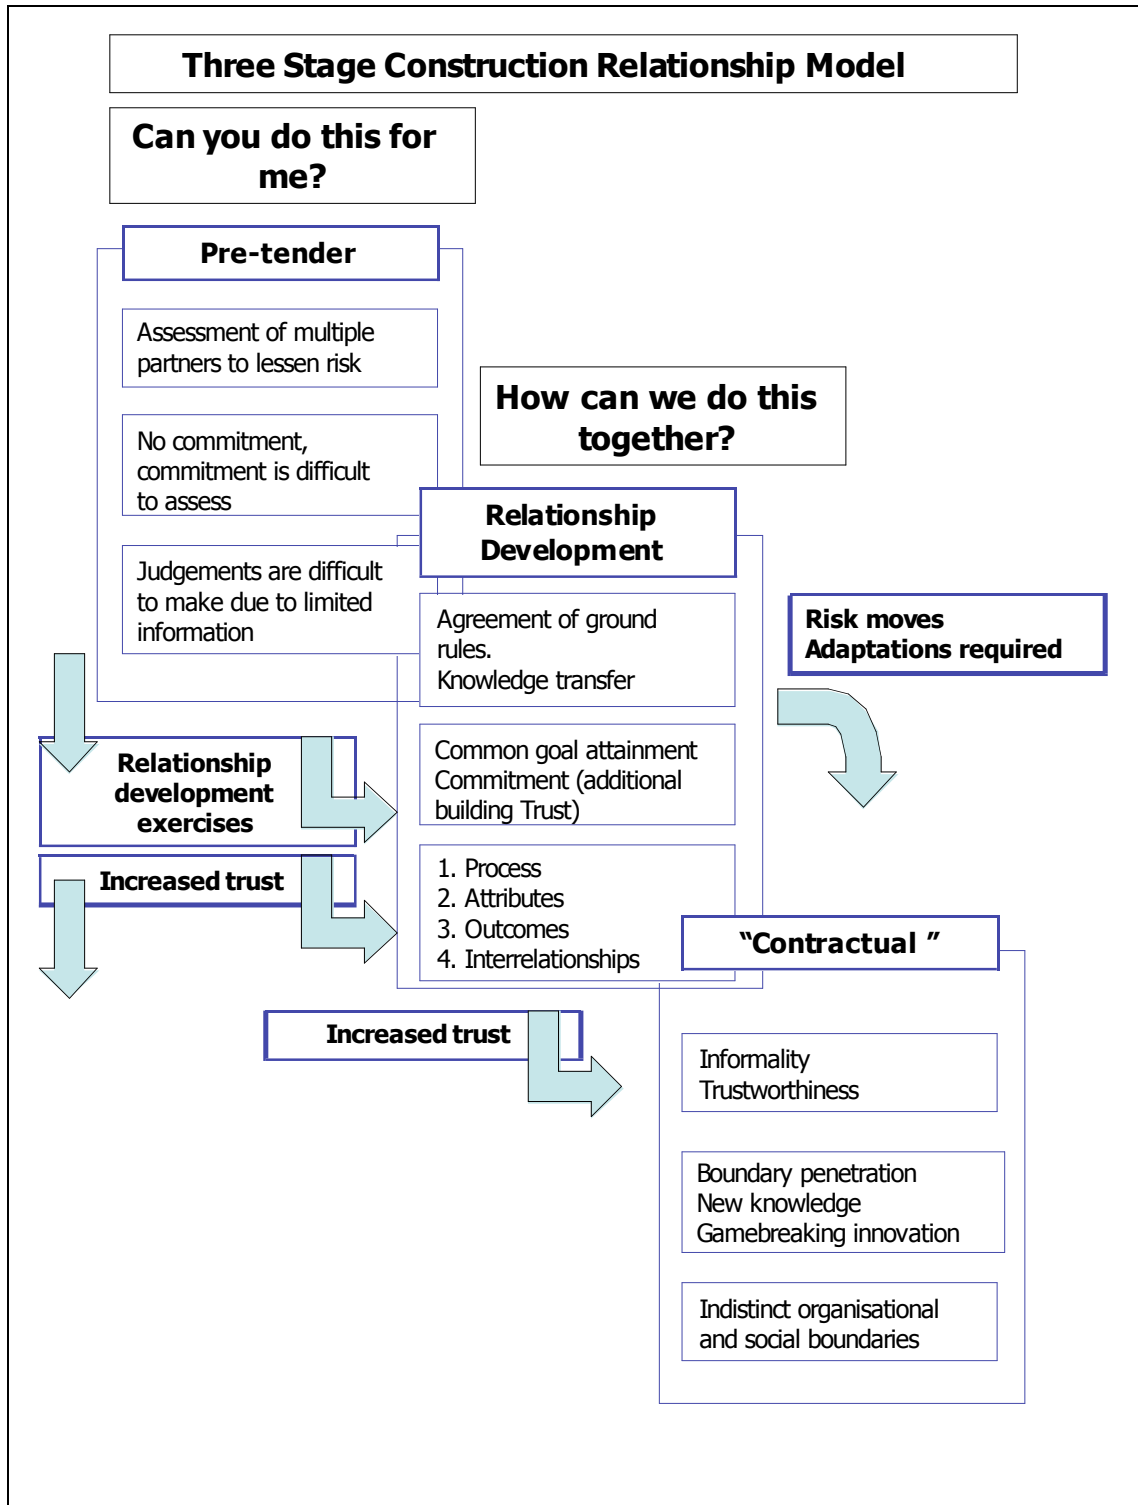 Three Stage Construction Relationship Model
Can you do this for
me?
Pre-tender
Assessment of multiple
partners to lessen risk
No commitment,
commitment is difficult
to assess
Judgements are difficult
to make due to limited
information
How can we do this
together?
Relationship
Development
Agreement of ground
rules.
Knowledge transfer
Common goal attainment
Commitment (additional
building Trust)
1. Process
2. Attributes
3. Outcomes
4. Interrelationships
Risk moves
Adaptations required
Relationship
development
exercises
Increased trust
Increased trust
“Contractual ”
Informality
Trustworthiness
Boundary penetration
New knowledge
Gamebreaking innovation
Indistinct organisational
and social boundaries